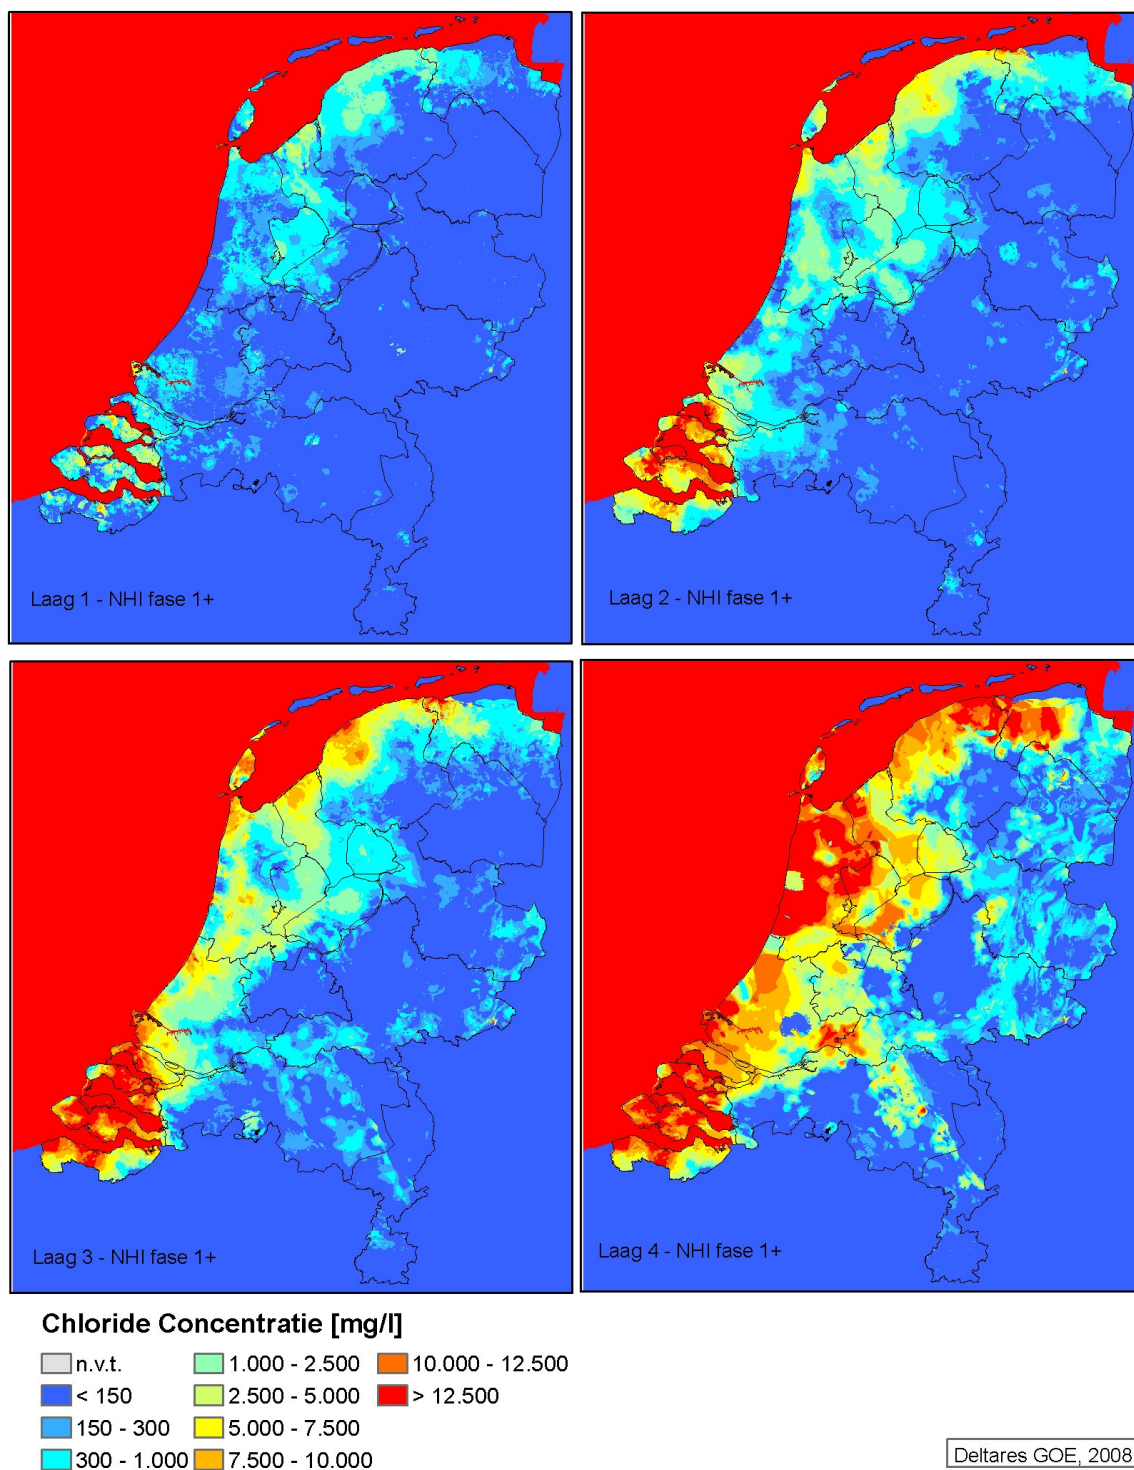 Laag 1 - NHI fase 1+
Laag 2 - NHI fase 1+
Laag 3 - NHI fase 1+
Laag 4 - NHI fase 1+
Chloride Concentratie [mg/l]
n.v.t.
< 150
150 - 300
300 - 1.000
1.000 - 2.500
2.500 - 5.000
5.000 - 7.500
7.500 - 10.000
10.000 - 12.500
> 12.500
Deltares GOE, 2008